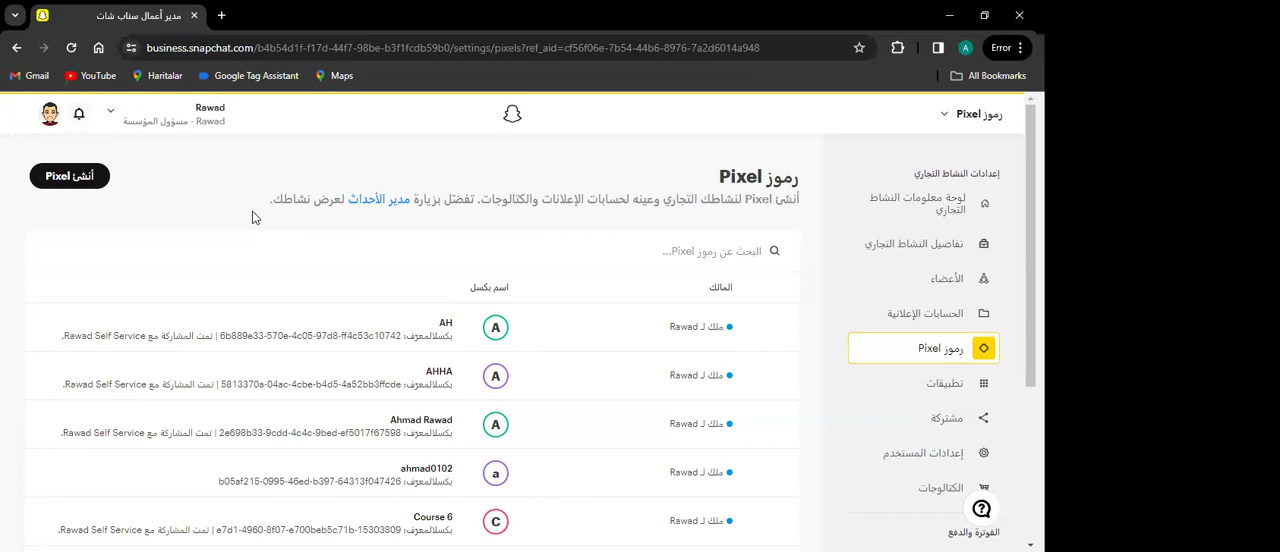 مدير أعمال سناب شات
business.snapchat.com/b4b54d1f-f17d-44f7-98be-b3f1fcdb59b0/settings/pixels?ref_aid=cf56f06e-7b54-44b6-8976-7a2d6014a948
A
Error
Gmail
YouTube
Haritalar
Google Tag Assistant
Maps
All Bookmarks
Rawad
Rawad - مسؤول المؤسسة
رموز Pixel
إعدادات النشاط التجاري
لوحة معلومات النشاط
التجاري
تفاصيل النشاط التجاري
الأعضاء
الحسابات الإعلانية
رموز Pixel
تطبيقات
مشتركة
إعدادات المستخدم
الكتالوجات
الفوترة والدفع
رموز Pixel
أنشئ Pixel
أنشئ Pixel لنشاطك التجاري وعينه لحسابات الإعلانات والكتالوجات. تفضّل بزيارة مدير الأحداث لعرض نشاطك.
البحث عن رموز Pixel...
المالك
اسم بكسل
ملك لـ Rawad
A
AH
بكسلالمعرّف: 6b889e33-570e-4c05-97d8-ff4c53c10742 | تمت المشاركة مع Rawad Self Service.
ملك لـ Rawad
A
AHHA
بكسلالمعرّف: 5813370a-04ac-4cbe-b4d5-4a52bb3ffcde | تمت المشاركة مع Rawad Self Service.
ملك لـ Rawad
A
Ahmad Rawad
بكسلالمعرّف: 2e698b33-9cdd-4c4c-9bed-ef5017f67598 | تمت المشاركة مع Rawad Self Service.
ملك لـ Rawad
a
ahmad0102
بكسلالمعرّف: b05af215-0995-46ed-b397-64313f047426
ملك لـ Rawad
C
Course 6
بكسلالمعرّف: e7d1-4960-8f07-e700beb5c71b-15303809 | تمت المشاركة مع Rawad Self Service.